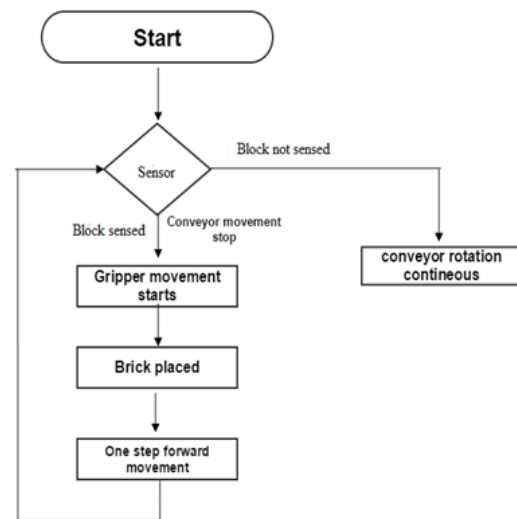 Start
Sensor
Block not sensed
Block sensed
Conveyor movement
stop
conveyor rotation
contineous
Gripper movement
starts
Brick placed
One step forward
movement